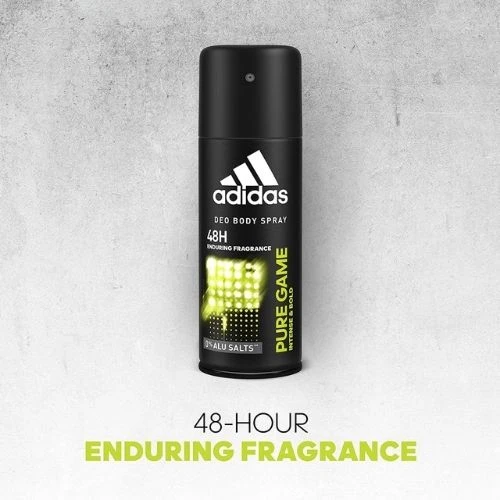 adidas
DEO BODY SPRAY
48H
ENDURING FRAGRANCE
PURE GAME
INTENSE & BOLD
0% ALU SALTS**
48-HOUR
ENDURING FRAGRANCE